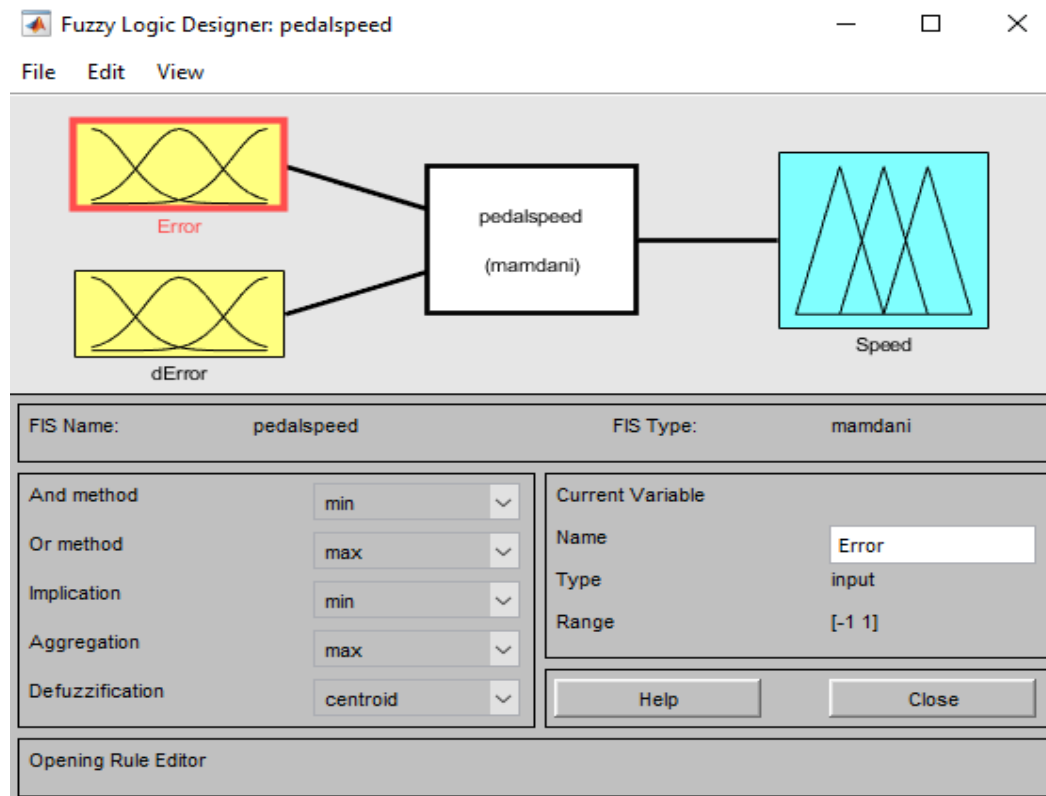 Fuzzy Logic Designer: pedalspeed
File Edit View
Error
dError
pedalspeed
(mamdani)
Speed
FIS Name: pedalspeed FIS Type: mamdani
And method min
Or method max
Implication min
Aggregation max
Defuzzification centroid
Current Variable
Name Error
Type input
Range [-1 1]
Help Close
Opening Rule Editor